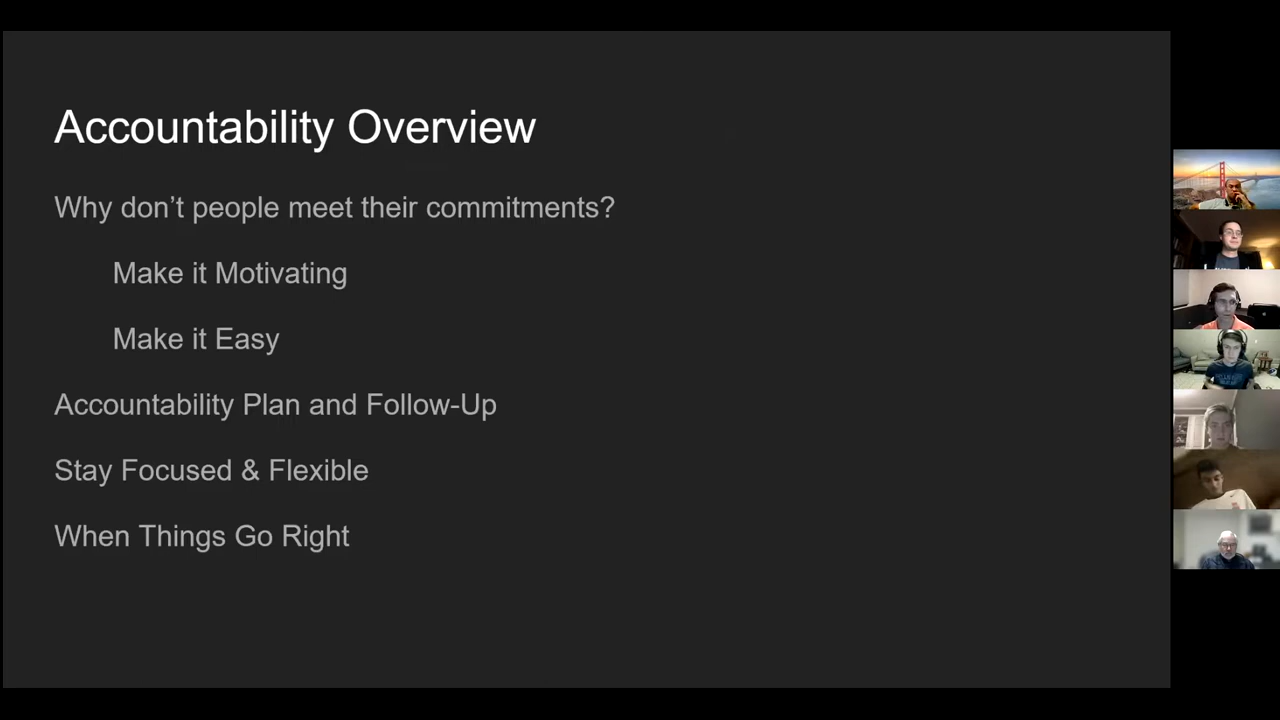 Accountability Overview
Why don’t people meet their commitments?
Make it Motivating
Make it Easy
Accountability Plan and Follow-Up
Stay Focused & Flexible
When Things Go Right